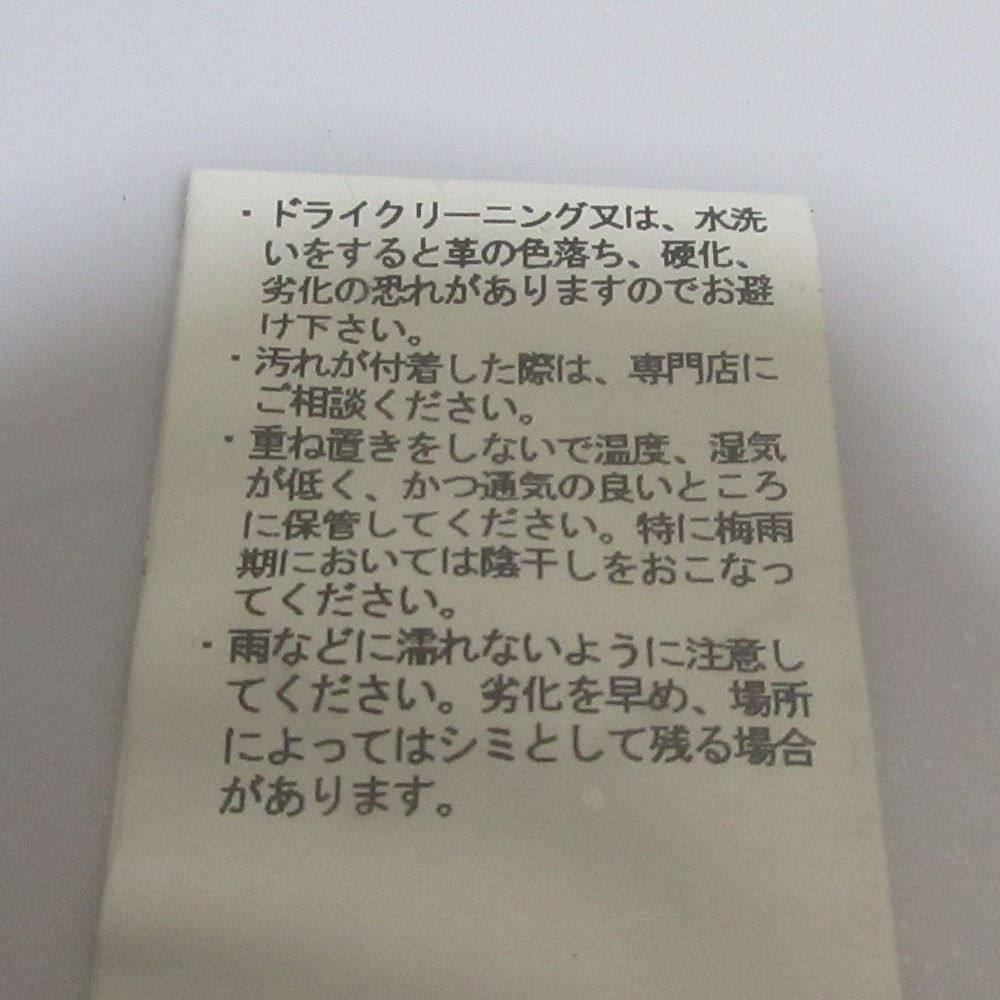 ・ドライクリーニング又は、水洗
いをすると革の色落ち、硬化、
劣化の恐れがありますのでお避
け下さい。
・汚れが付着した際は、専門店に
ご相談ください。
・重ね置きをしないで温度、湿気
が低く、かつ通気の良いところ
に保管してください。特に梅雨
期においては陰干しをおこなっ
てください。
・雨などに濡れないように注意し
てください。劣化を早め、場所
によってはシミとして残る場合
があります。